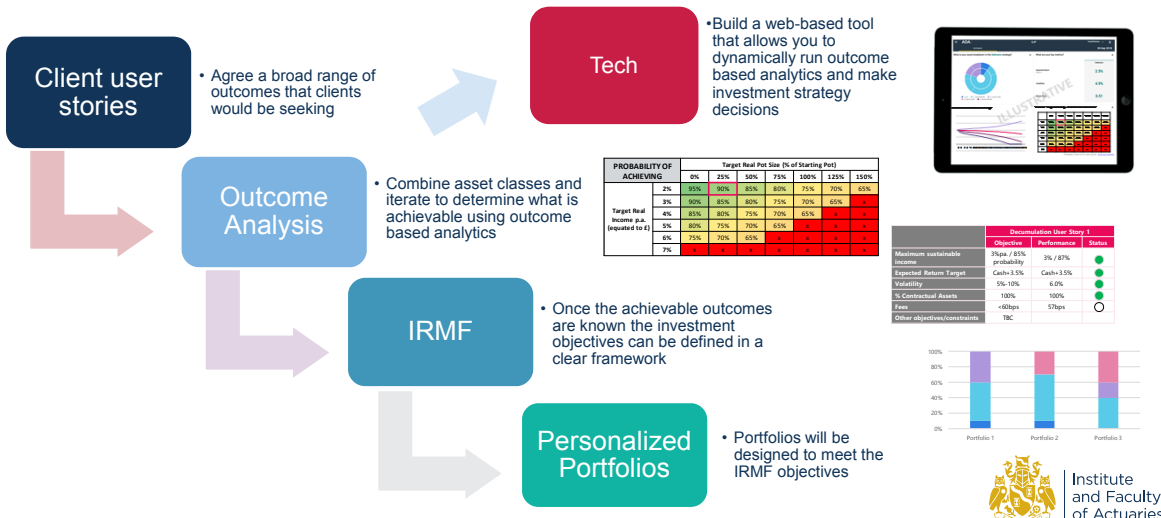 Client user
stories
• Agree a broad range of
outcomes that clients
would be seeking
Tech
•Build a web-based tool
that allows you to
dynamically run outcome
based analytics and make
investment strategy
decisions
ILLUSTRATIVE
Outcome
Analysis
• Combine asset classes and
iterate to determine what is
achievable using outcome
based analytics
PROBABILITY OF ACHIEVING Target Real Pot Size (% of Starting Pot)
0% 25% 50% 75% 100% 125% 150%
Target Real Income p.a. (equated to £)
2% 95% 90% 85% 80% 75% 70% 65%
3% 90% 85% 80% 75% 70% 65% x
4% 85% 80% 75% 70% 65% x x
5% 80% 75% 70% 65% x x x
6% 75% 70% 65% x x x x
7% x x x x x x x
Decumulation User Story 1
Objective Performance Status
Maximum sustainable income 3%pa. / 85% probability 3% / 87%
Expected Return Target Cash+3.5% Cash+3.5%
Volatility 5%-10% 6.0%
% Contractual Assets 100% 100%
Fees <60bps 57bps
Other objectives/constraints TBC
IRMF
• Once the achievable outcomes
are known the investment
objectives can be defined in a
clear framework
Personalized
Portfolios
• Portfolios will be
designed to meet the
IRMF objectives
100%
80%
60%
40%
20%
0%
Portfolio 1 Portfolio 2 Portfolio 3
Institute
and Faculty
of Actuaries